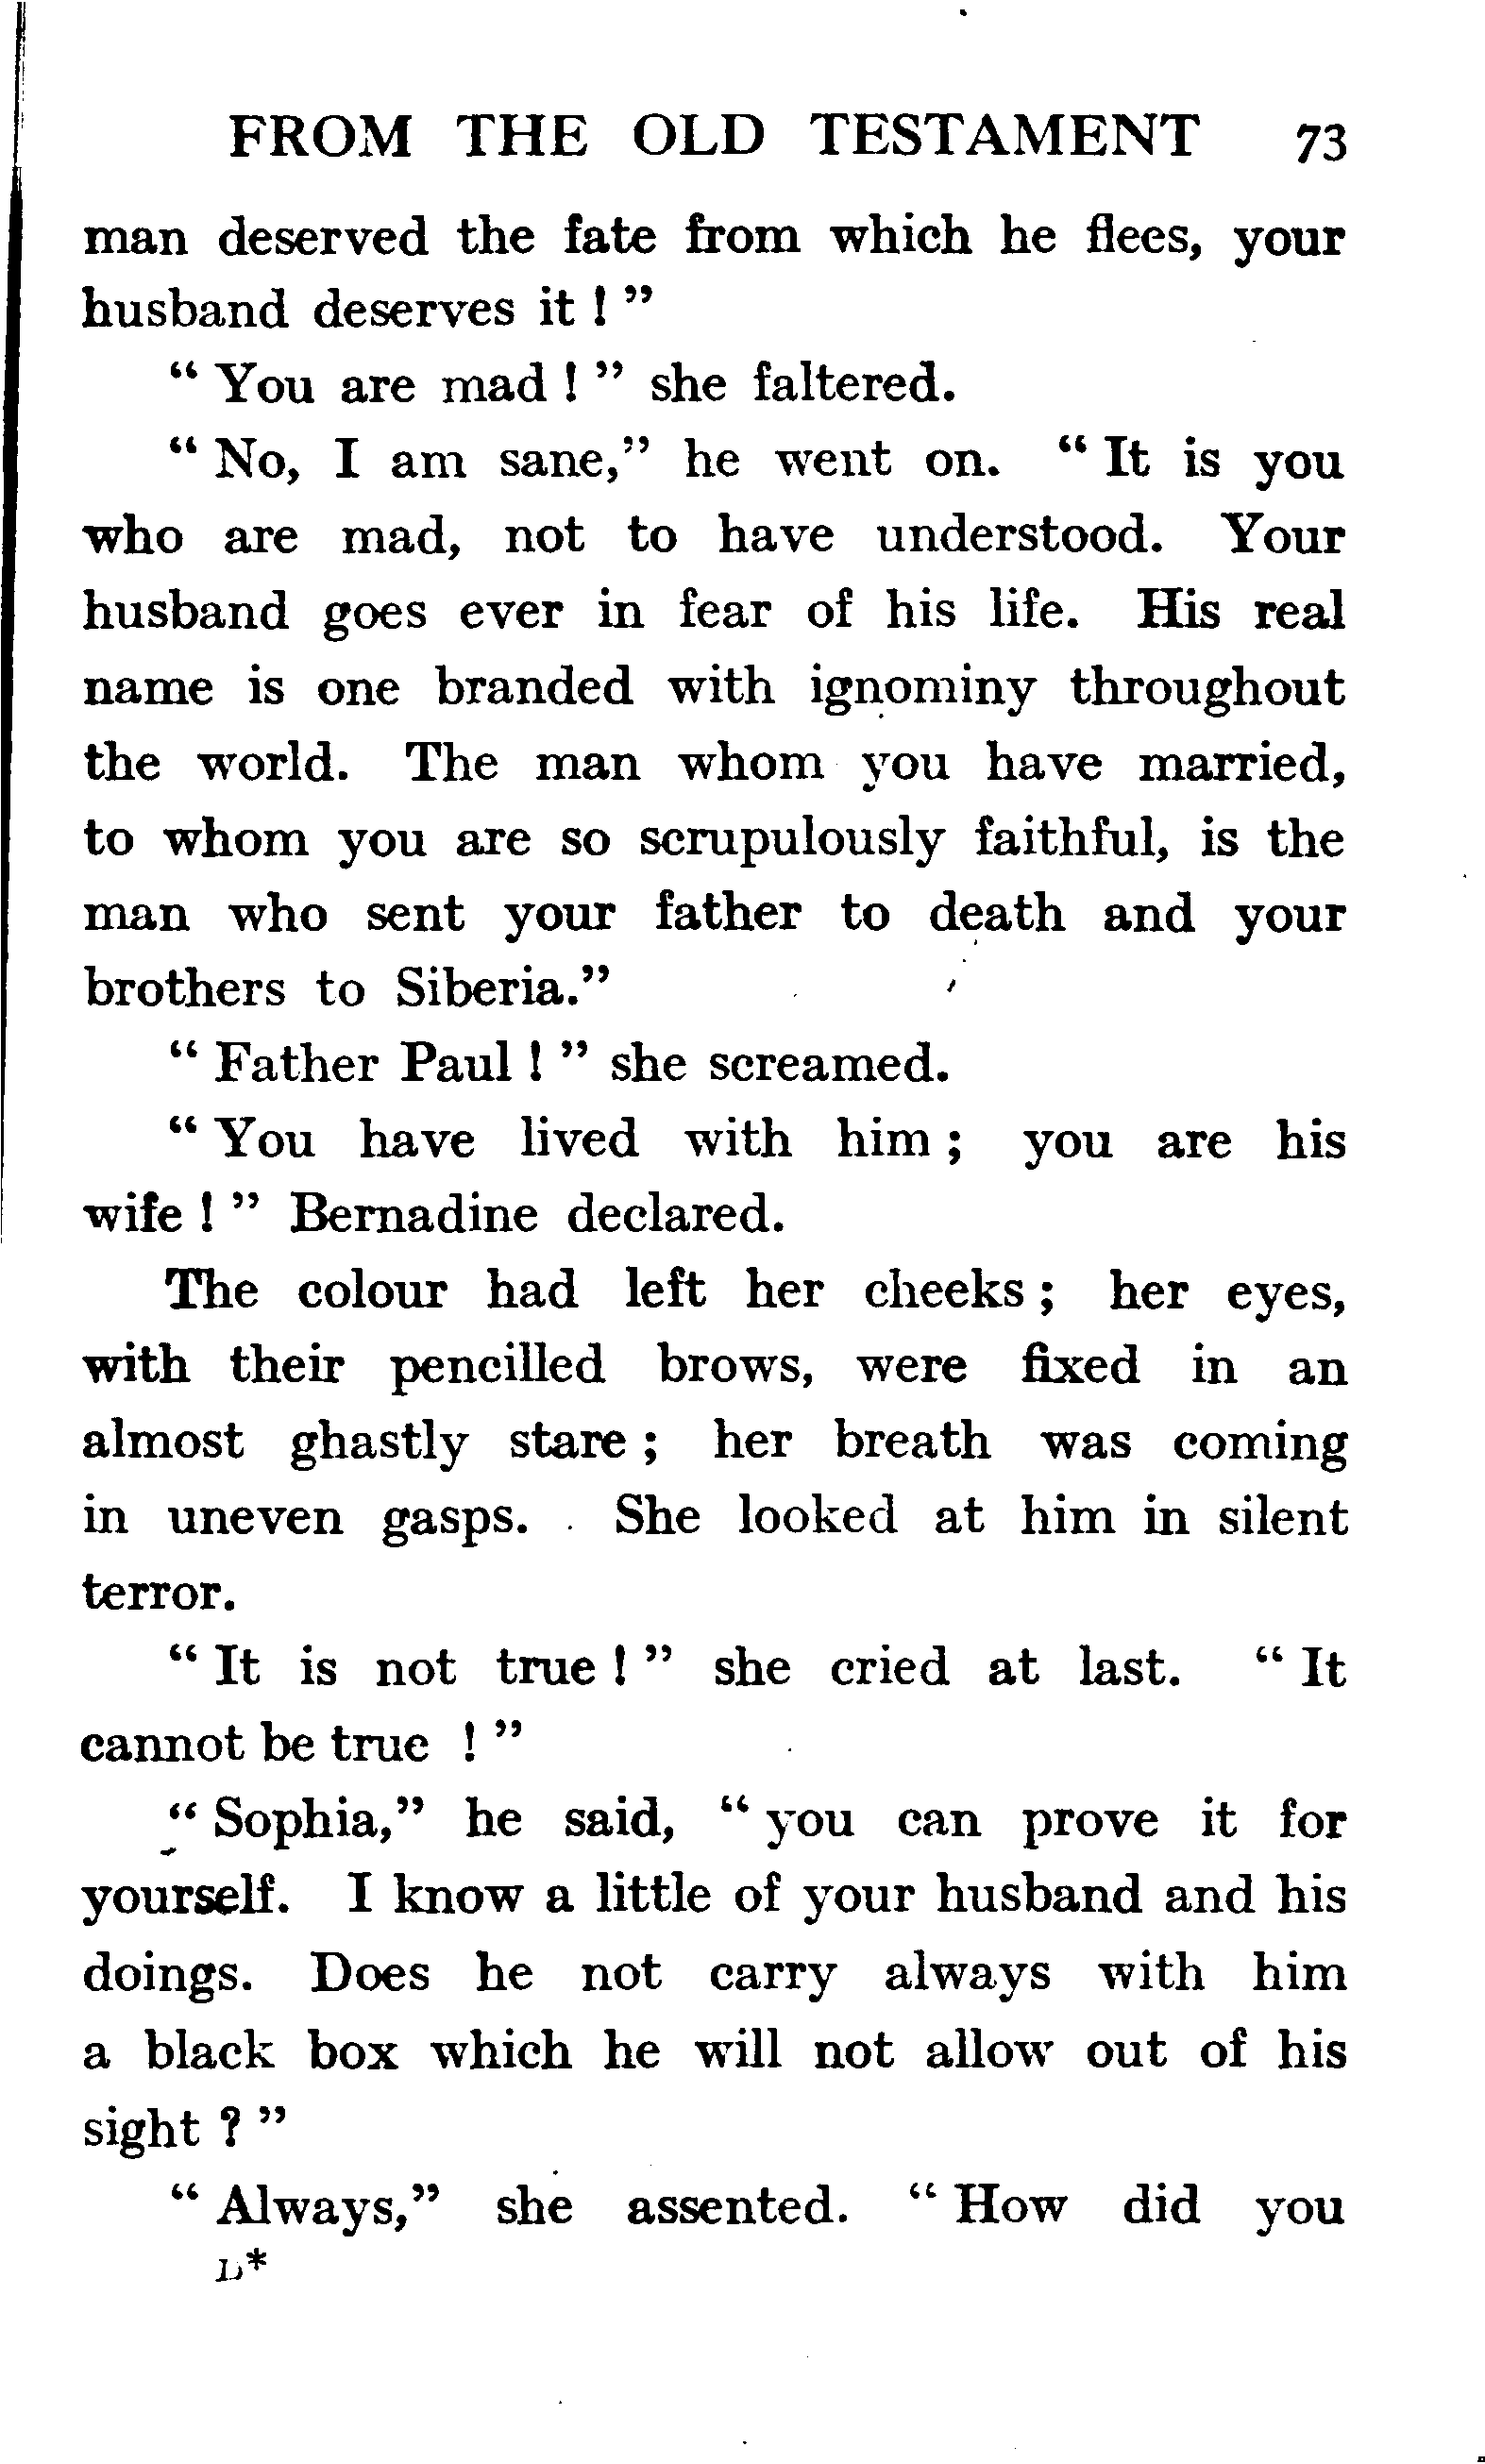 FROM THE OLD TESTAMENT 73
man deserved the fate from which he flees, your
husband deserves it ! ”
“ You are mad ! ” she faltered.
“ No, I am sane,” he went on. “ It is you
who are mad, not to have understood. Your
husband goes ever in fear of his life. His real
name is one branded with ignominy throughout
the world. The man whom you have married,
to whom you are so scrupulously faithful, is the
man who sent your father to death and your
brothers to Siberia.”
“ Father Paul ! ” she screamed.
“ You have lived with him ; you are his
wife ! ” Bernadine declared.
The colour had left her cheeks ; her eyes,
with their pencilled brows, were fixed in an
almost ghastly stare ; her breath was coming
in uneven gasps. She looked at him in silent
terror.
“ It is not true ! ” she cried at last. “ It
cannot be true ! ”
“ Sophia,” he said, “ you can prove it for
yourself. I know a little of your husband and his
doings. Does he not carry always with him
a black box which he will not allow out of his
sight ? ”
“ Always,” she assented. “ How did you